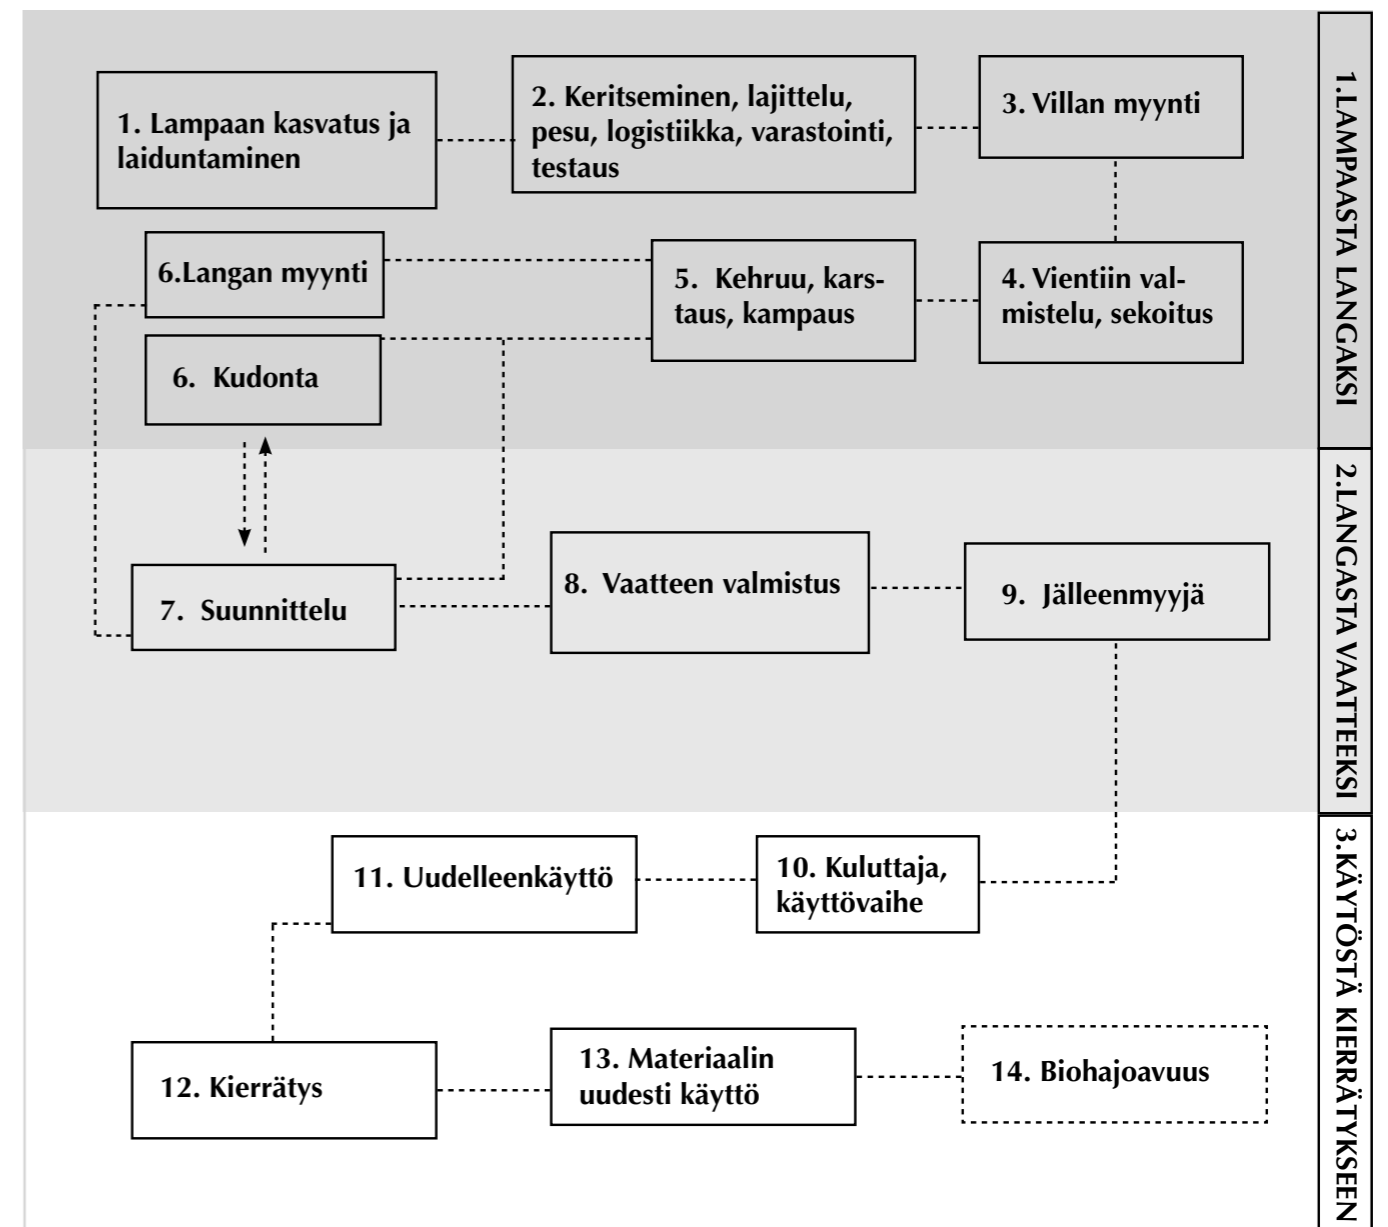 1. Lampaan kasvatus ja
laiduntaminen
2. Keritseminen, lajittelu,
pesu, logistiikka, varastointi,
testaus
3. Villan myynti
4. Vientiin val-
mistelu, sekoitus
5. Kehruu, kars-
taus, kampaus
6.Langan myynti
6. Kudonta
1.LAMPAASTA LANGAKSI
7. Suunnittelu
8. Vaatteen valmistus
9. Jälleenmyyjä
2.LANGASTA VAATTEEKSI
10. Kuluttaja,
käyttövaihe
11. Uudelleenkäyttö
12. Kierrätys
13. Materiaalin
uudesti käyttö
14. Biohajoavuus
3.KÄYTÖSTÄ KIERRÄTYKSEEN